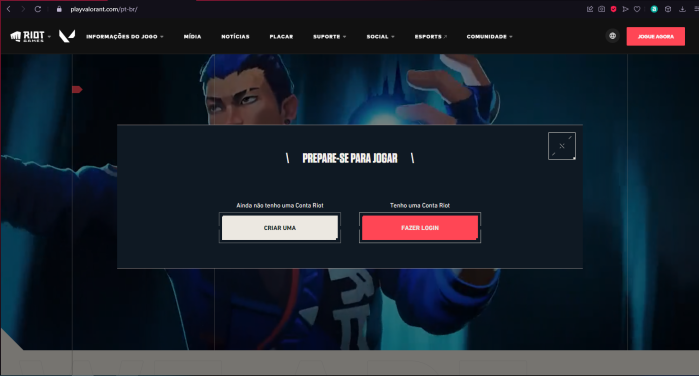 playvalorant.com/pt-br/
RIOT GAMES
INFORMAÇÕES DO JOGO
MÍDIA
NOTÍCIAS
PLACAR
SUPORTE
SOCIAL
ESPORTS
COMUNIDADE
JOGUE AGORA
\ PREPARE-SE PARA JOGAR \
Ainda não tenho uma Conta Riot
Tenho uma Conta Riot
CRIAR UMA
FAZER LOGIN